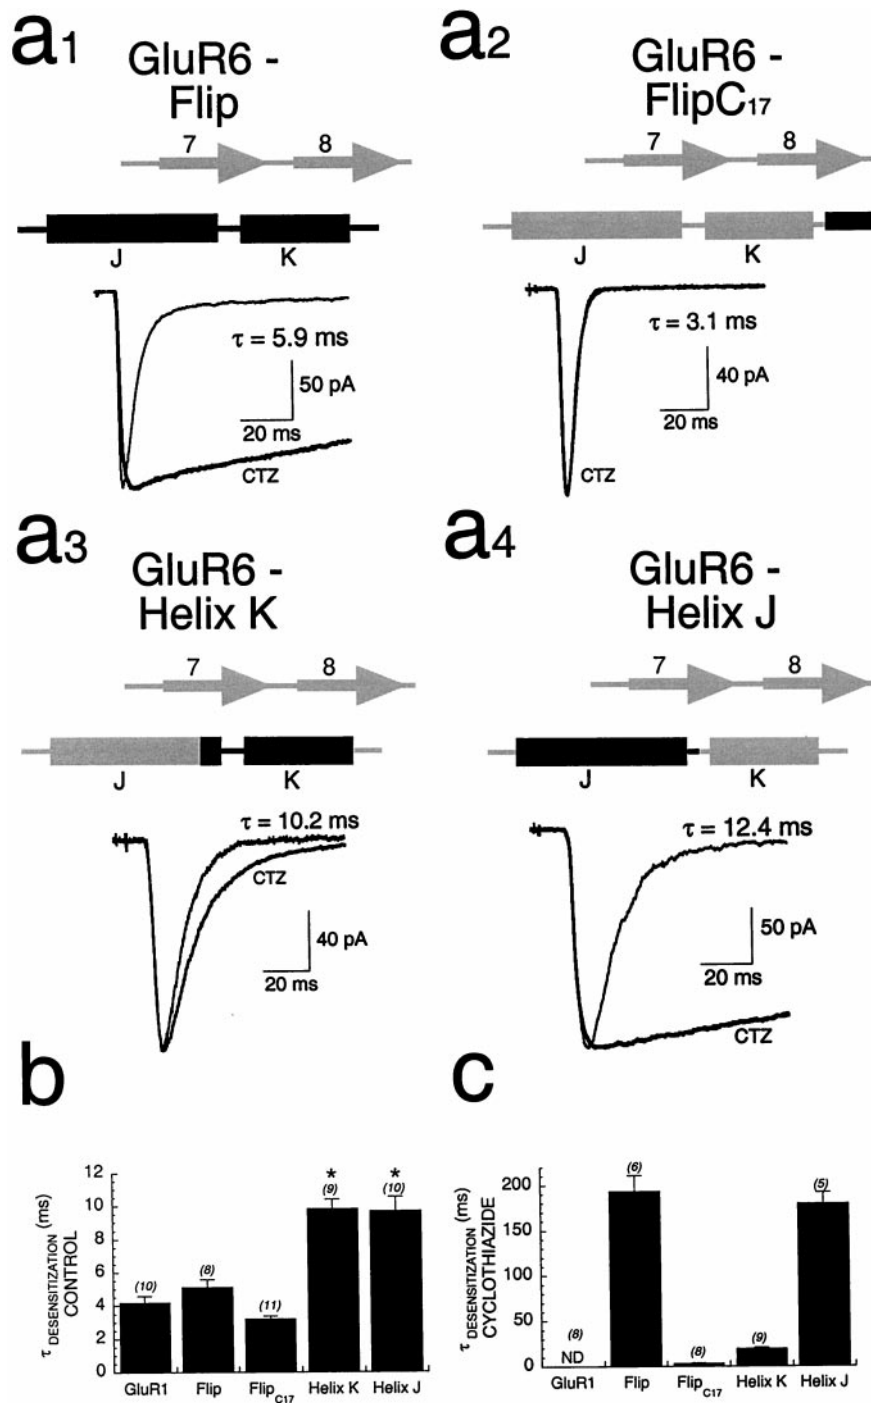 a1
GluR6 -
Flip
7 8
J K
τ = 5.9 ms
50 pA
20 ms
CTZ
a2
GluR6 -
FlipC17
7 8
J K
τ = 3.1 ms
40 pA
20 ms
CTZ
a3
GluR6 -
Helix K
7 8
J K
τ = 10.2 ms
CTZ
40 pA
20 ms
a4
GluR6 -
Helix J
7 8
J K
τ = 12.4 ms
50 pA
20 ms
CTZ
b
τ DESENSITIZATION (ms)
CONTROL
12
10
8
6
4
2
0
(10) (8) (11) * (9) * (10)
GluR1 Flip FlipC17 Helix K Helix J
c
τ DESENSITIZATION (ms)
CYCLOTHIAZIDE
200
150
100
50
0
(8) (6) (8) (9) (5)
ND
GluR1 Flip FlipC17 Helix K Helix J